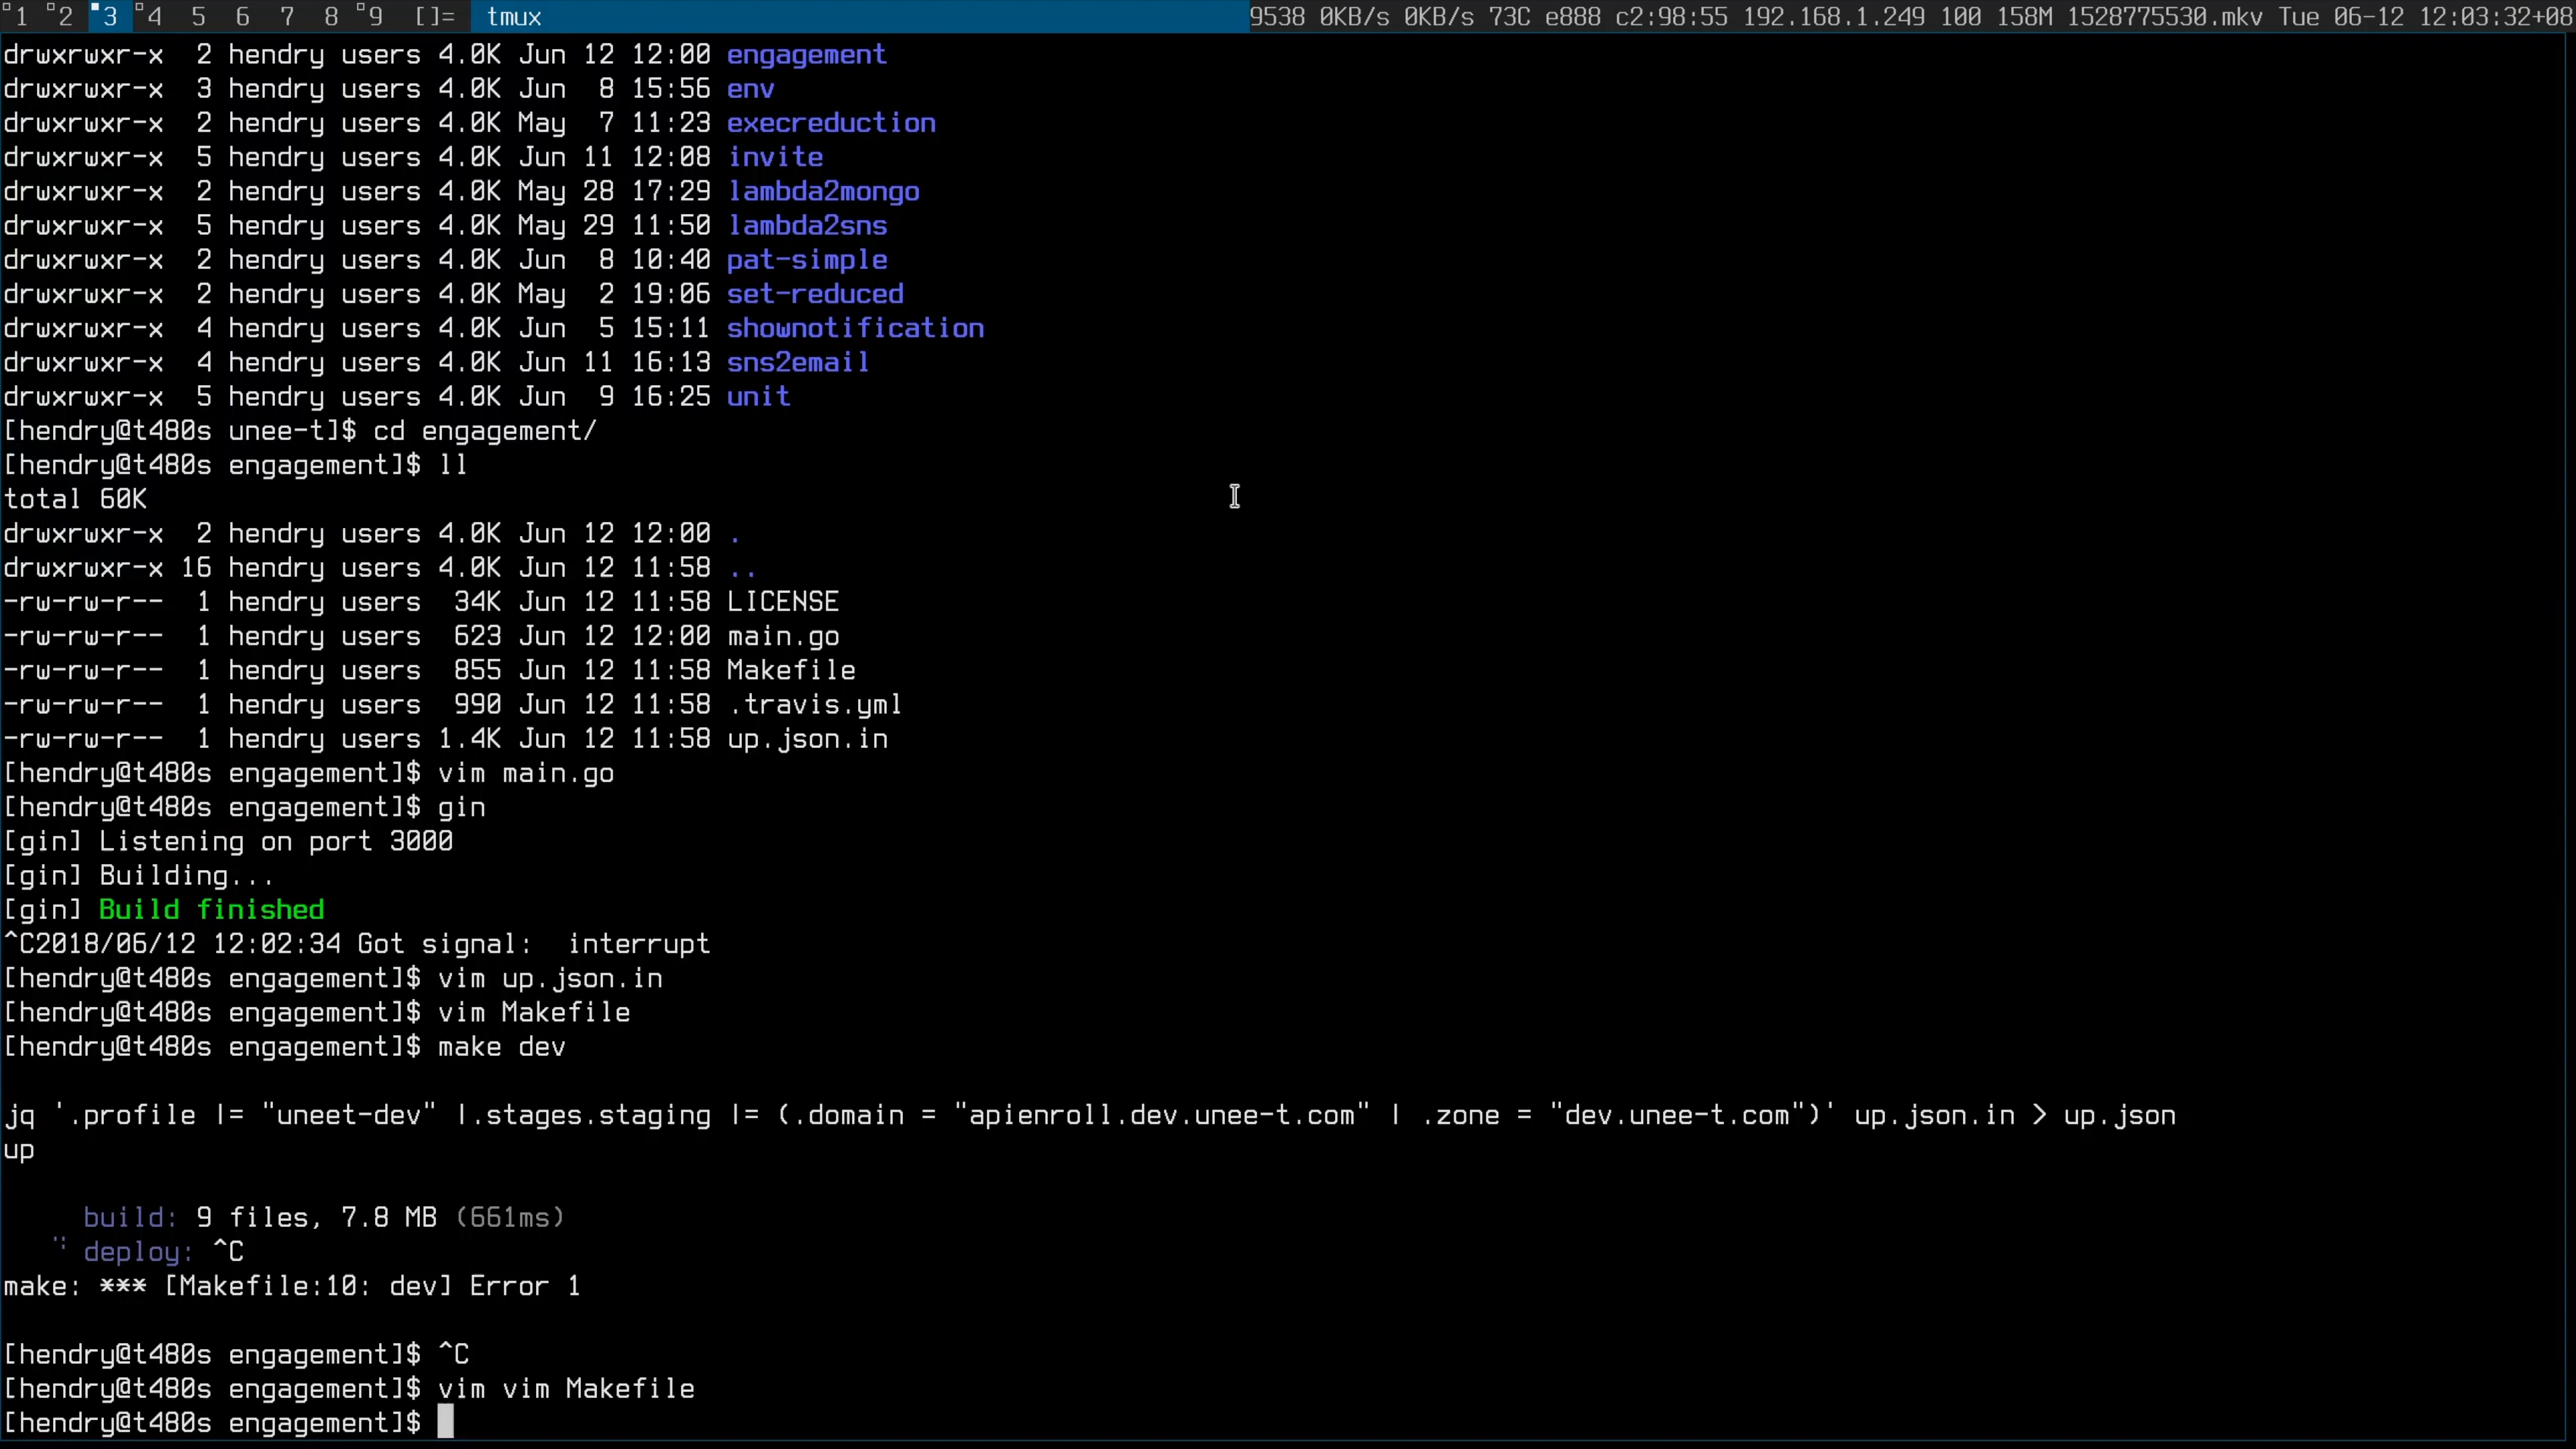 1 2 3 4 5 6 7 8 9 []= tmux 9538 0KB/s 0KB/s 73C e888 c2:98:55 192.168.1.249 100 158M 1528775530.mkv Tue 06-12 12:03:32+08
drwxrwxr-x  2 hendry users 4.0K Jun 12 12:00 engagement
drwxrwxr-x  3 hendry users 4.0K Jun  8 15:56 env
drwxrwxr-x  2 hendry users 4.0K May  7 11:23 execreduction
drwxrwxr-x  5 hendry users 4.0K Jun 11 12:08 invite
drwxrwxr-x  2 hendry users 4.0K May 28 17:29 lambda2mongo
drwxrwxr-x  5 hendry users 4.0K May 29 11:50 lambda2sns
drwxrwxr-x  2 hendry users 4.0K Jun  8 10:40 pat-simple
drwxrwxr-x  2 hendry users 4.0K May  2 19:06 set-reduced
drwxrwxr-x  4 hendry users 4.0K Jun  5 15:11 shownotification
drwxrwxr-x  4 hendry users 4.0K Jun 11 16:13 sns2email
drwxrwxr-x  5 hendry users 4.0K Jun  9 16:25 unit
[hendry@t480s unee-t]$ cd engagement/
[hendry@t480s engagement]$ ll
total 60K
drwxrwxr-x  2 hendry users 4.0K Jun 12 12:00 .
drwxrwxr-x 16 hendry users 4.0K Jun 12 11:58 ..
-rw-rw-r--  1 hendry users  34K Jun 12 11:58 LICENSE
-rw-rw-r--  1 hendry users  623 Jun 12 12:00 main.go
-rw-rw-r--  1 hendry users  855 Jun 12 11:58 Makefile
-rw-rw-r--  1 hendry users  990 Jun 12 11:58 .travis.yml
-rw-rw-r--  1 hendry users 1.4K Jun 12 11:58 up.json.in
[hendry@t480s engagement]$ vim main.go
[hendry@t480s engagement]$ gin
[gin] Listening on port 3000
[gin] Building...
[gin] Build finished
^C2018/06/12 12:02:34 Got signal:  interrupt
[hendry@t480s engagement]$ vim up.json.in
[hendry@t480s engagement]$ vim Makefile
[hendry@t480s engagement]$ make dev
jq '.profile |= "uneet-dev" |.stages.staging |= (.domain = "apienroll.dev.unee-t.com" | .zone = "dev.unee-t.com")' up.json.in > up.json
up
build: 9 files, 7.8 MB (661ms)
deploy: ^C
make: *** [Makefile:10: dev] Error 1
[hendry@t480s engagement]$ ^C
[hendry@t480s engagement]$ vim vim Makefile
[hendry@t480s engagement]$